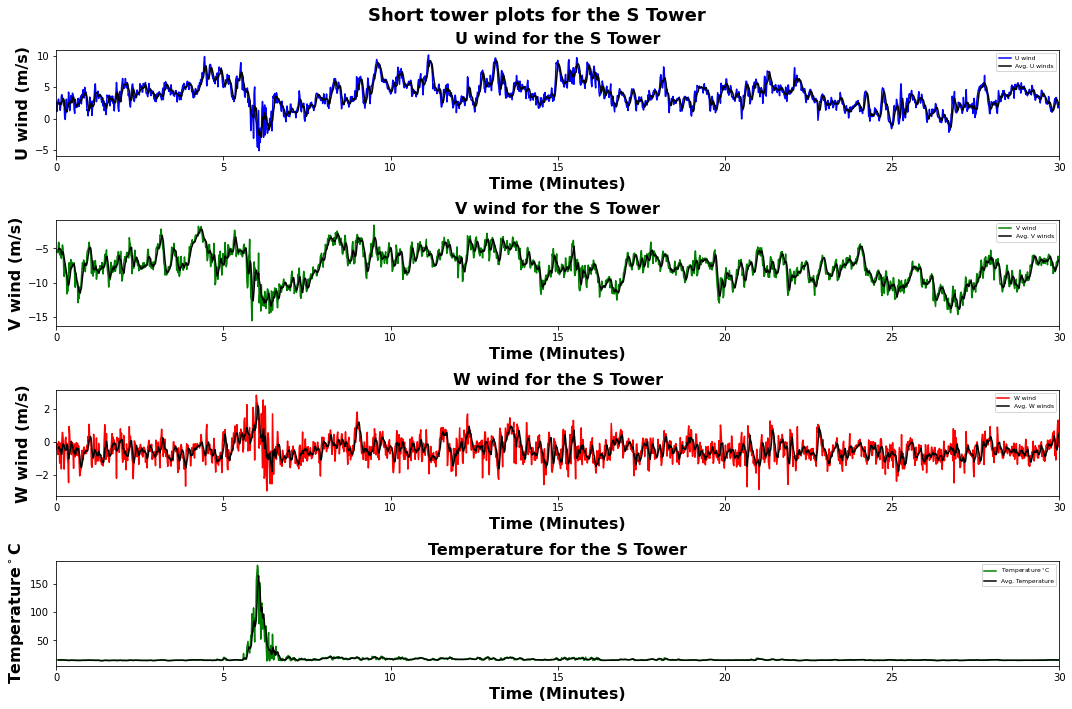 Short tower plots for the S Tower
U wind for the S Tower
U wind (m/s)
10
5
0
−5
U wind
Avg. U winds
0 5 10 15 20 25 30
Time (Minutes)
V wind for the S Tower
V wind (m/s)
−5
−10
−15
V wind
Avg. V winds
0 5 10 15 20 25 30
Time (Minutes)
W wind for the S Tower
W wind (m/s)
2
0
−2
W wind
Avg. W winds
0 5 10 15 20 25 30
Time (Minutes)
Temperature for the S Tower
Temperature°C
150
100
50
Temperature°C
Avg. Temperature
0 5 10 15 20 25 30
Time (Minutes)